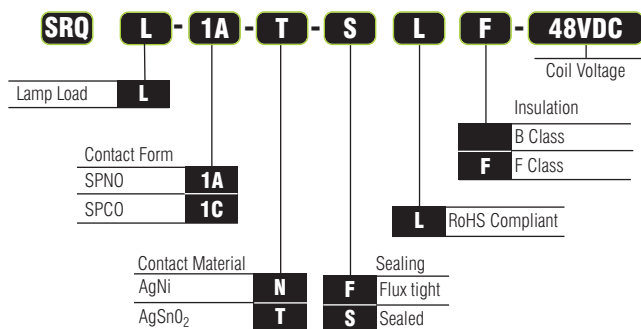 SRQ L - 1A - T - S L F - 48VDC
Coil Voltage
Lamp Load L
Insulation
B Class
F F Class
Contact Form
SPNO 1A
SPCO 1C
L RoHS Compliant
Contact Material
AgNi N
AgSnO₂ T
Sealing
F Flux tight
S Sealed